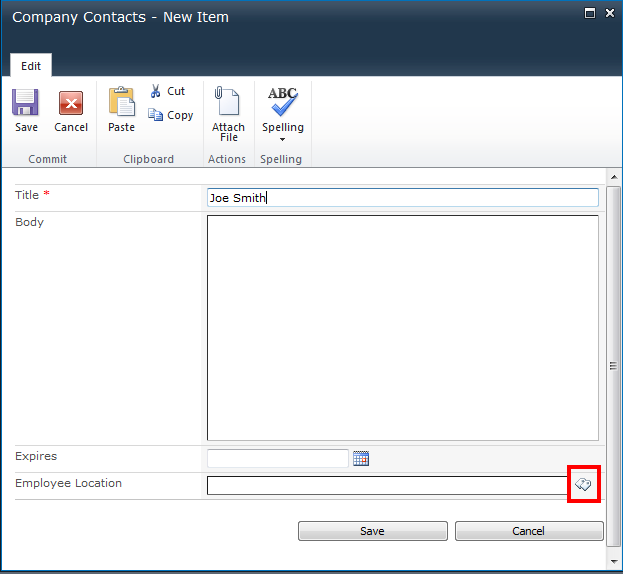 Company Contacts - New Item
Edit
Save
Cancel
Paste
Cut
Copy
Attach
File
ABC
Spelling
Commit
Clipboard
Actions
Spelling
Title *
Joe Smith
Body
Expires
Employee Location
Save
Cancel